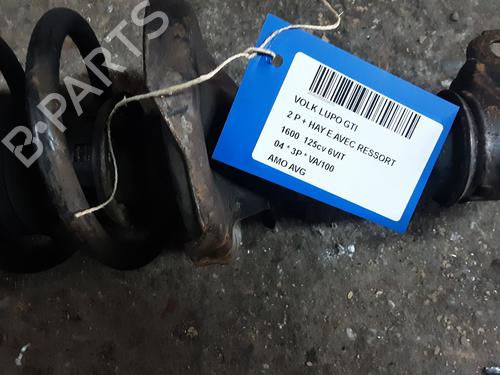 B-PARTS
VOLK LUPO GTI
2 P + HAY E AVEC RESSORT
1600 125cv 6VIT
04 * 3P * VA/100
AMO AVG